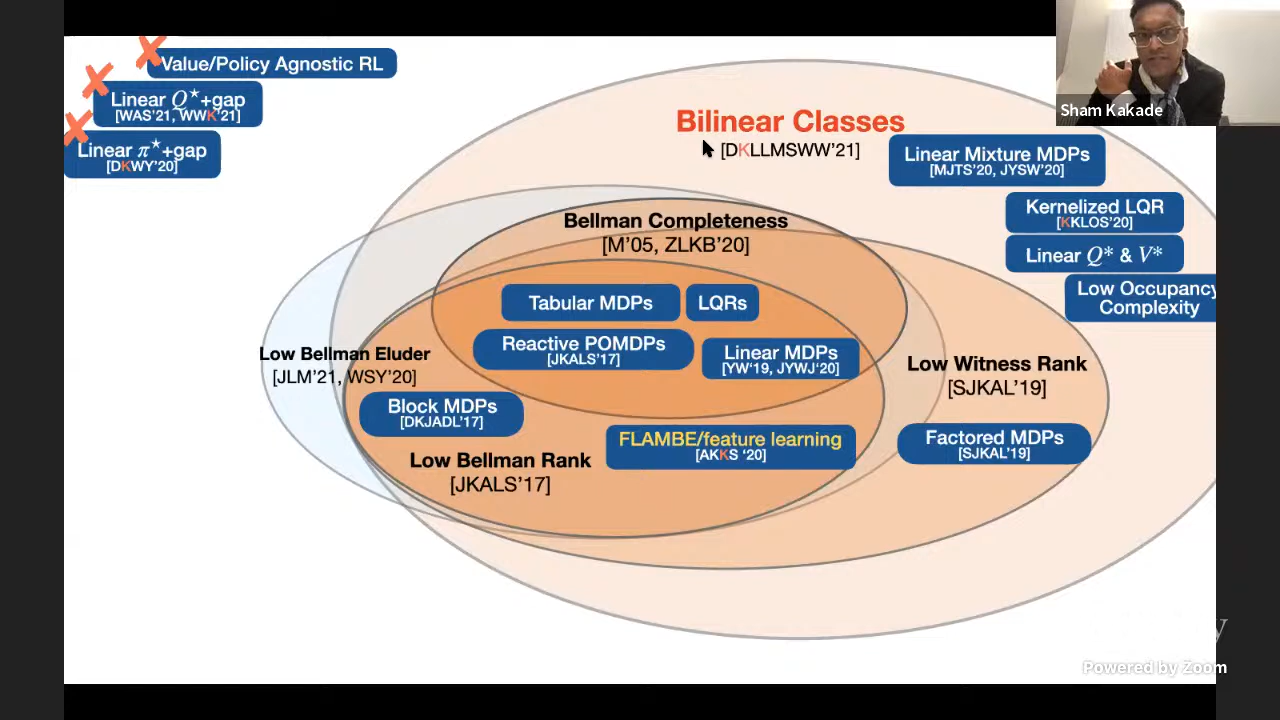 Value/Policy Agnostic RL
Linear Q*+gap
[WAS'21, WWK'21]
Linear π*+gap
[DKWY'20]
Sham Kakade
Bilinear Classes
[DKLLMSWW'21]
Linear Mixture MDPs
[MJTS'20, JYSW'20]
Kernelized LQR
[KKLOS'20]
Linear Q* & V*
Low Occupancy
Complexity
Bellman Completeness
[M'05, ZLKB'20]
Tabular MDPs
LQRs
Reactive POMDPs
[JKALS'17]
Linear MDPs
[YW'19, JYWJ'20]
Low Bellman Eluder
[JLM'21, WSY'20]
Low Witness Rank
[SJKAL'19]
Block MDPs
[DKJADL'17]
FLAMBE/feature learning
[AKKS '20]
Factored MDPs
[SJKAL'19]
Low Bellman Rank
[JKALS'17]
y
Powered by Zoom